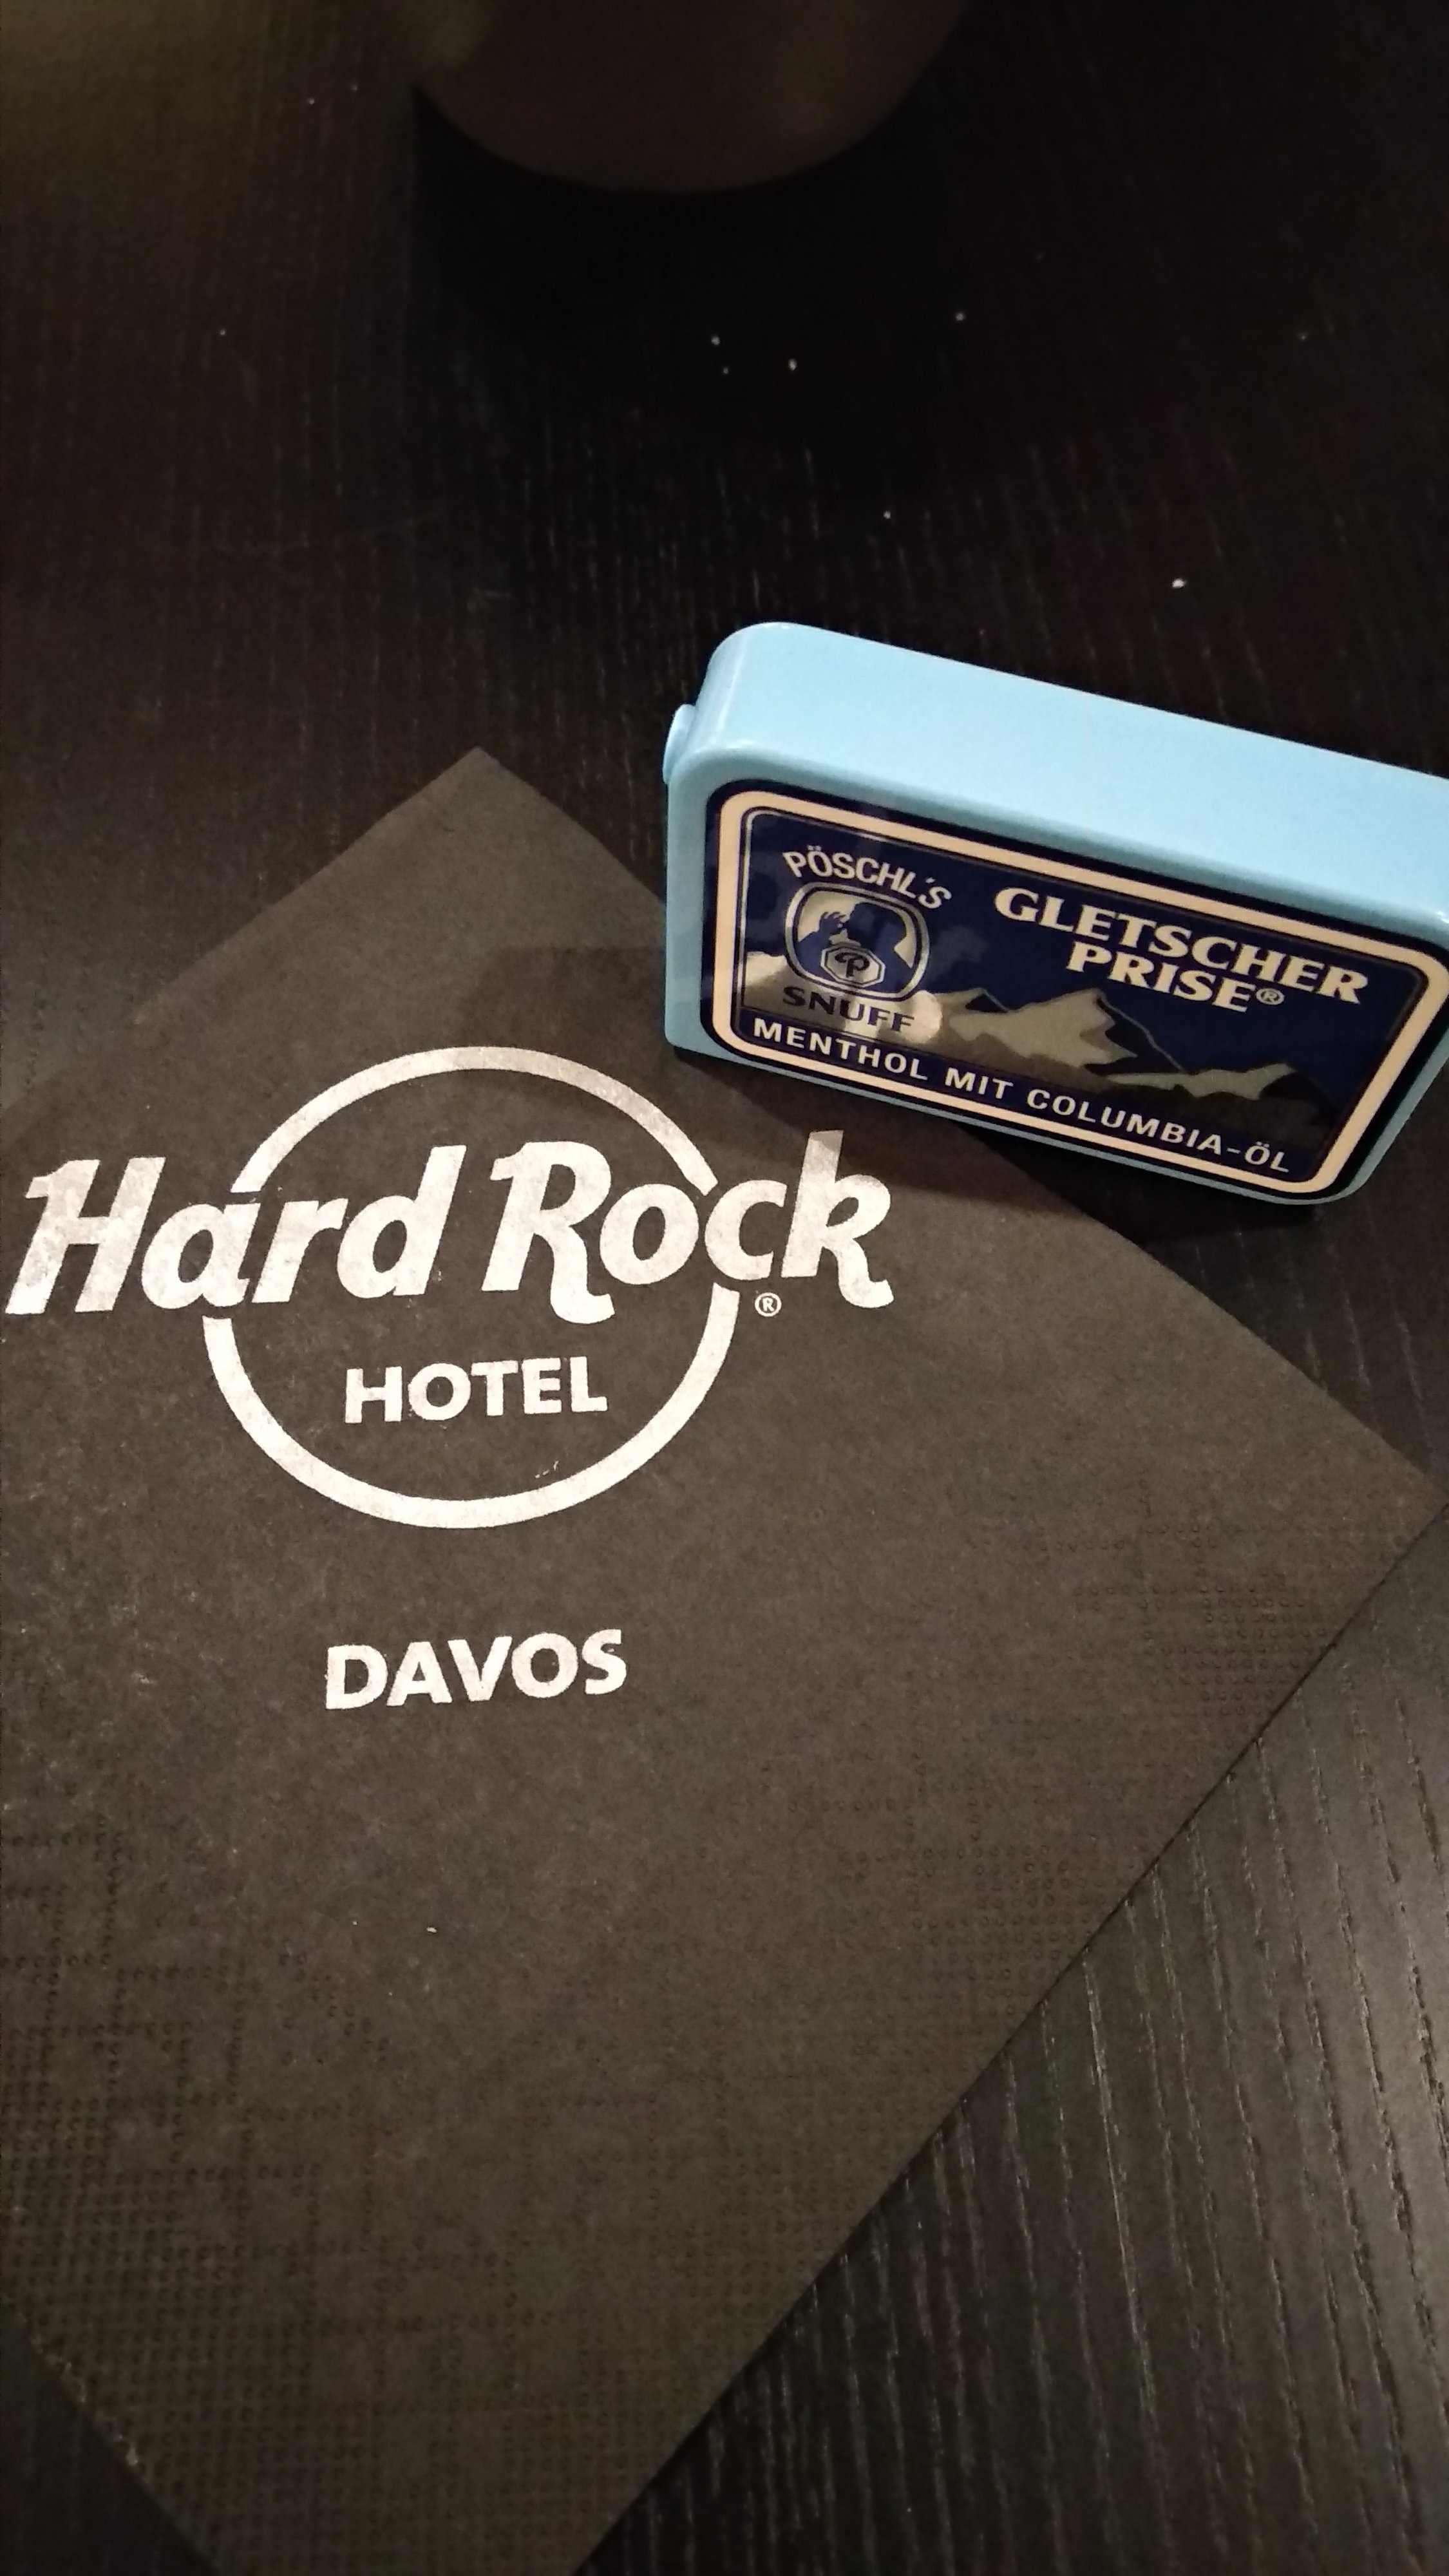 PÖSCHL'S
SNUFF
GLETSCHER
PRISE®
MENTHOL MIT COLUMBIA-ÖL
Hard Rock®
HOTEL
DAVOS